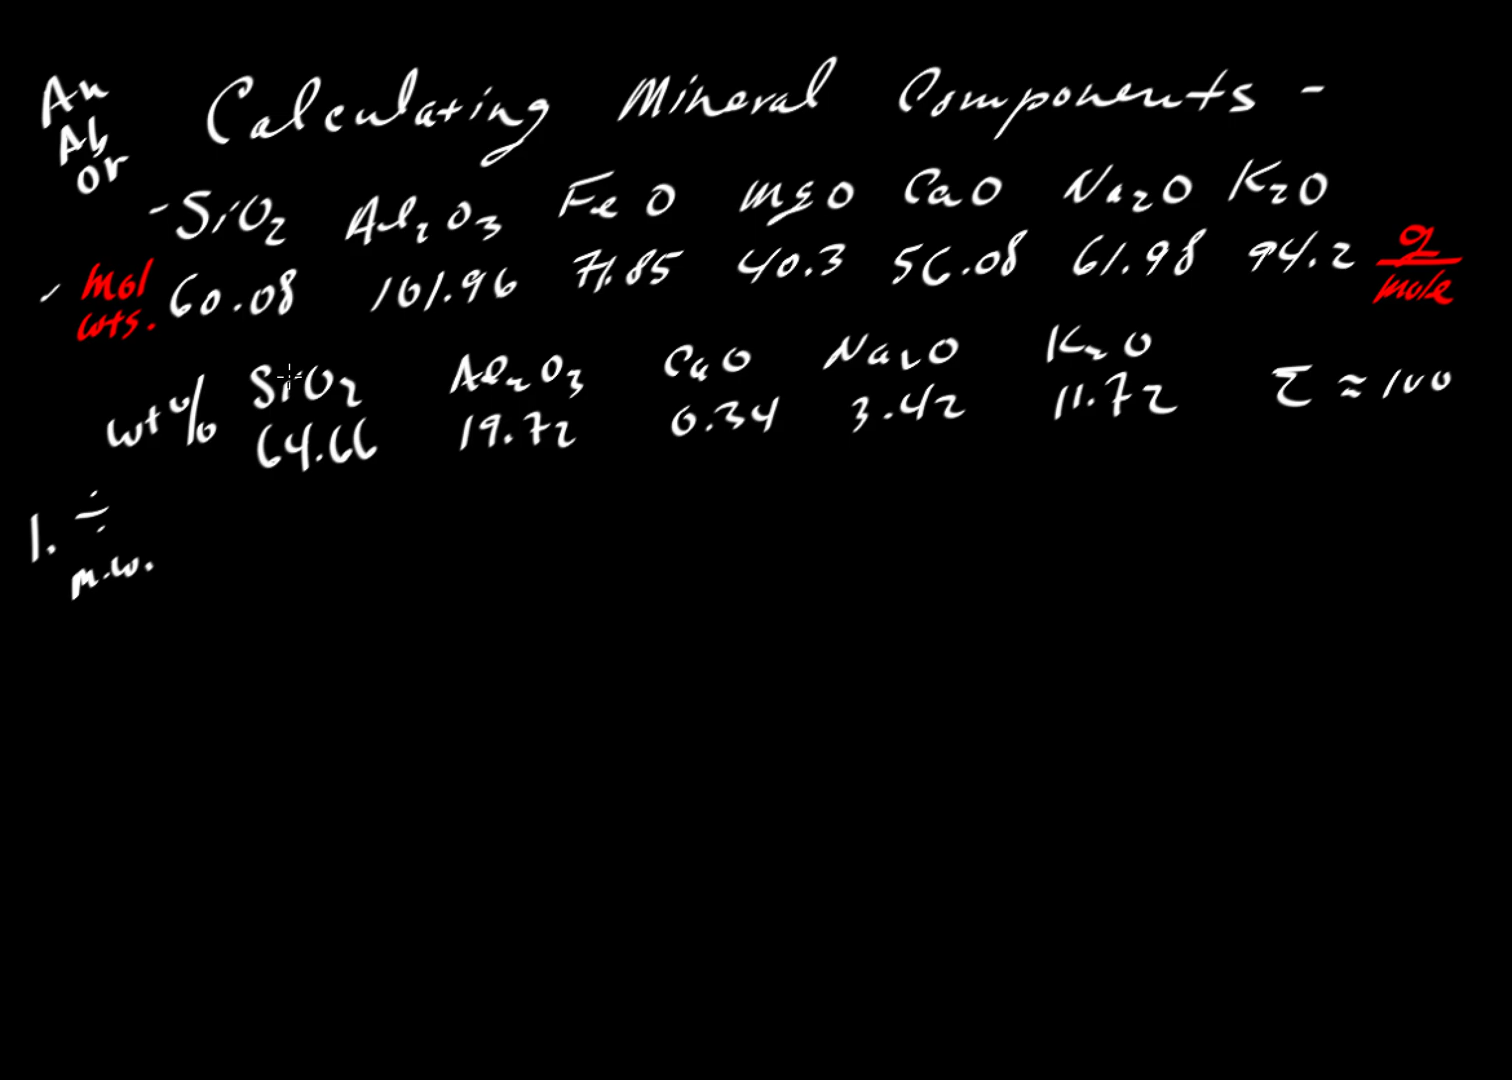 An
Ab
or
Calculating Mineral Components -
- SiO2 Al2O3 FeO MgO CaO Na2O K2O
mol wts. 60.08 101.96 71.85 40.3 56.08 61.98 94.2 g/mole
SiO2 Al2O3 CaO Na2O K2O
wt% 64.66 19.72 0.34 3.42 11.72 Σ ≈ 100
1. ÷
m.w.